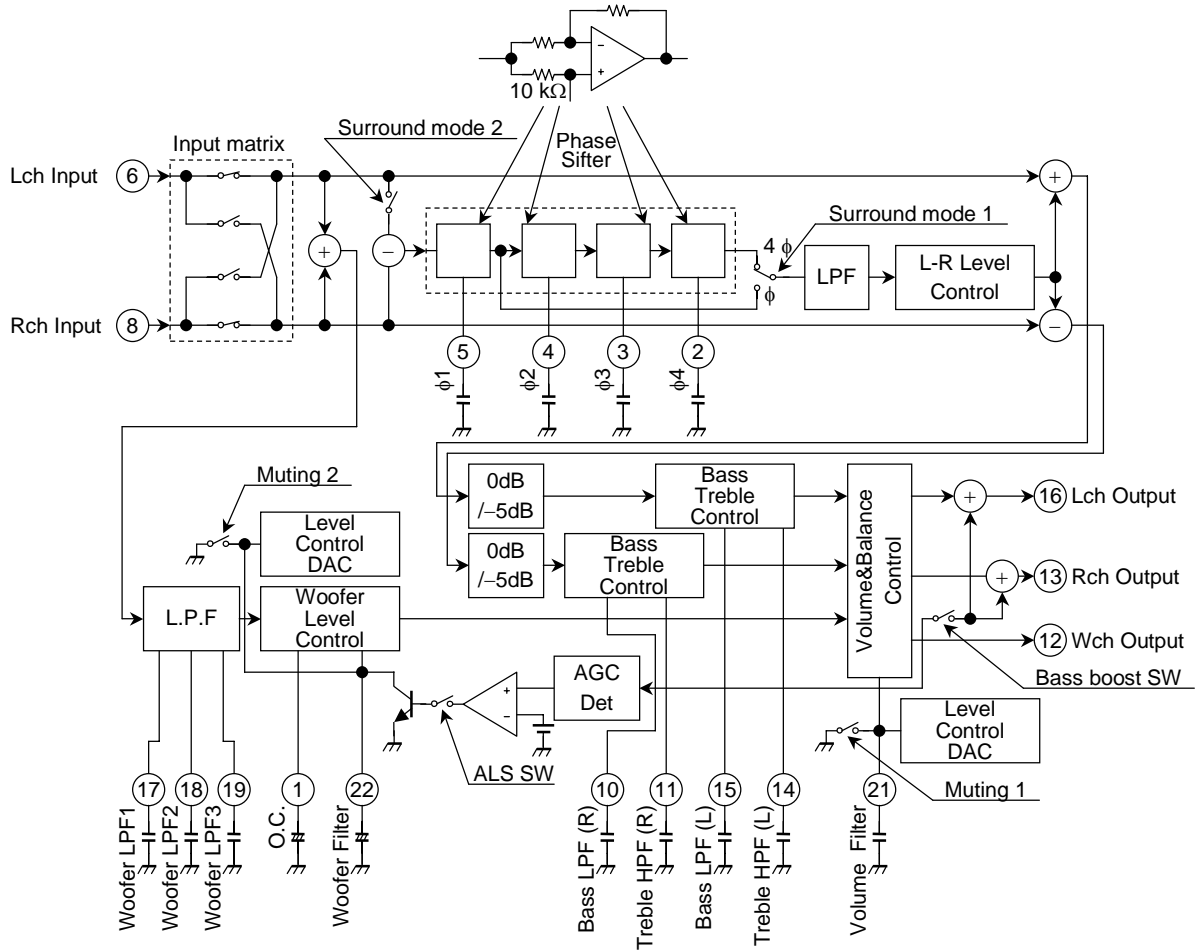 10 kΩ
Surround mode 2
Input matrix
Phase
Sifter
Lch Input
6
+
+
−
Surround mode 1
4 ϕ
ϕ
LPF
L-R Level
Control
Rch Input
8
−
5
4
3
2
ϕ1
ϕ2
ϕ3
ϕ4
Muting 2
Level
Control
DAC
0dB
/−5dB
Bass
Treble
Control
0dB
/−5dB
Bass
Treble
Control
Volume&Balance
Control
+
16
Lch Output
+
13
Rch Output
12
Wch Output
Bass boost SW
L.P.F
Woofer
Level
Control
+
−
AGC
Det
Level
Control
DAC
ALS SW
Muting 1
17
18
19
1
22
10
11
15
14
21
Woofer LPF1
Woofer LPF2
Woofer LPF3
O.C.
Woofer Filter
Bass LPF (R)
Treble HPF (R)
Bass LPF (L)
Treble HPF (L)
Volume Filter
−
+